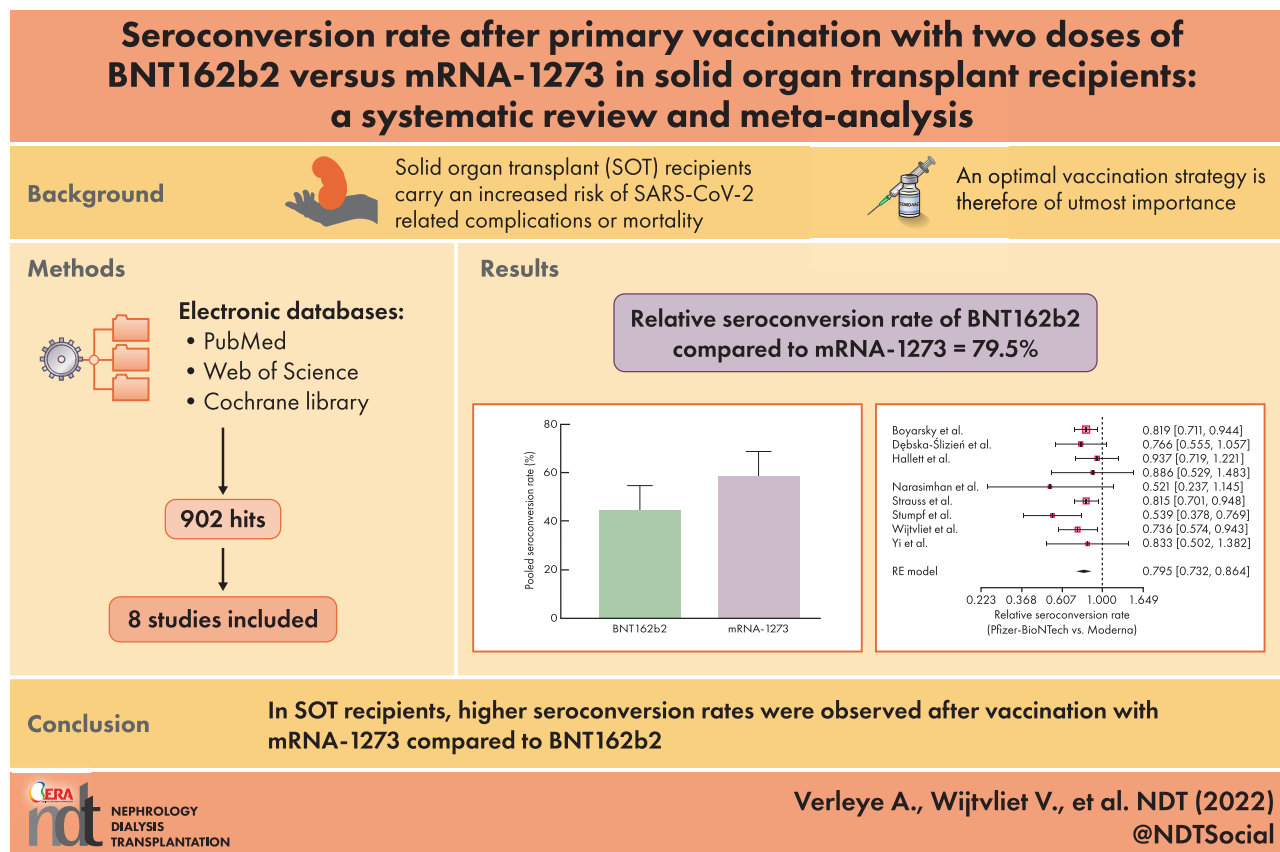 Seroconversion rate after primary vaccination with two doses of
BNT162b2 versus mRNA-1273 in solid organ transplant recipients:
a systematic review and meta-analysis
Background
Solid organ transplant (SOT) recipients
carry an increased risk of SARS-CoV-2
related complications or mortality
An optimal vaccination strategy is
therefore of utmost importance
Methods
Electronic databases:
• PubMed
• Web of Science
• Cochrane library
902 hits
8 studies included
Results
Relative seroconversion rate of BNT162b2
compared to mRNA-1273 = 79.5%
Pooled seroconversion rate (%)
80
60
40
20
0
BNT162b2 mRNA-1273
Boyarsky et al. 0.819 [0.711, 0.944]
Dębska-Ślizień et al. 0.766 [0.555, 1.057]
Hallett et al. 0.937 [0.719, 1.221]
0.886 [0.529, 1.483]
Narasimhan et al. 0.521 [0.237, 1.145]
Strauss et al. 0.815 [0.701, 0.948]
Stumpf et al. 0.539 [0.378, 0.769]
Wijtvliet et al. 0.736 [0.574, 0.943]
Yi et al. 0.833 [0.502, 1.382]
RE model 0.795 [0.732, 0.864]
0.223 0.368 0.607 1.000 1.649
Relative seroconversion rate
(Pfizer-BioNTech vs. Moderna)
Conclusion
In SOT recipients, higher seroconversion rates were observed after vaccination with
mRNA-1273 compared to BNT162b2
ERA
ndt
NEPHROLOGY
DIALYSIS
TRANSPLANTATION
Verleye A., Wijtvliet V., et al. NDT (2022)
@NDTSocial